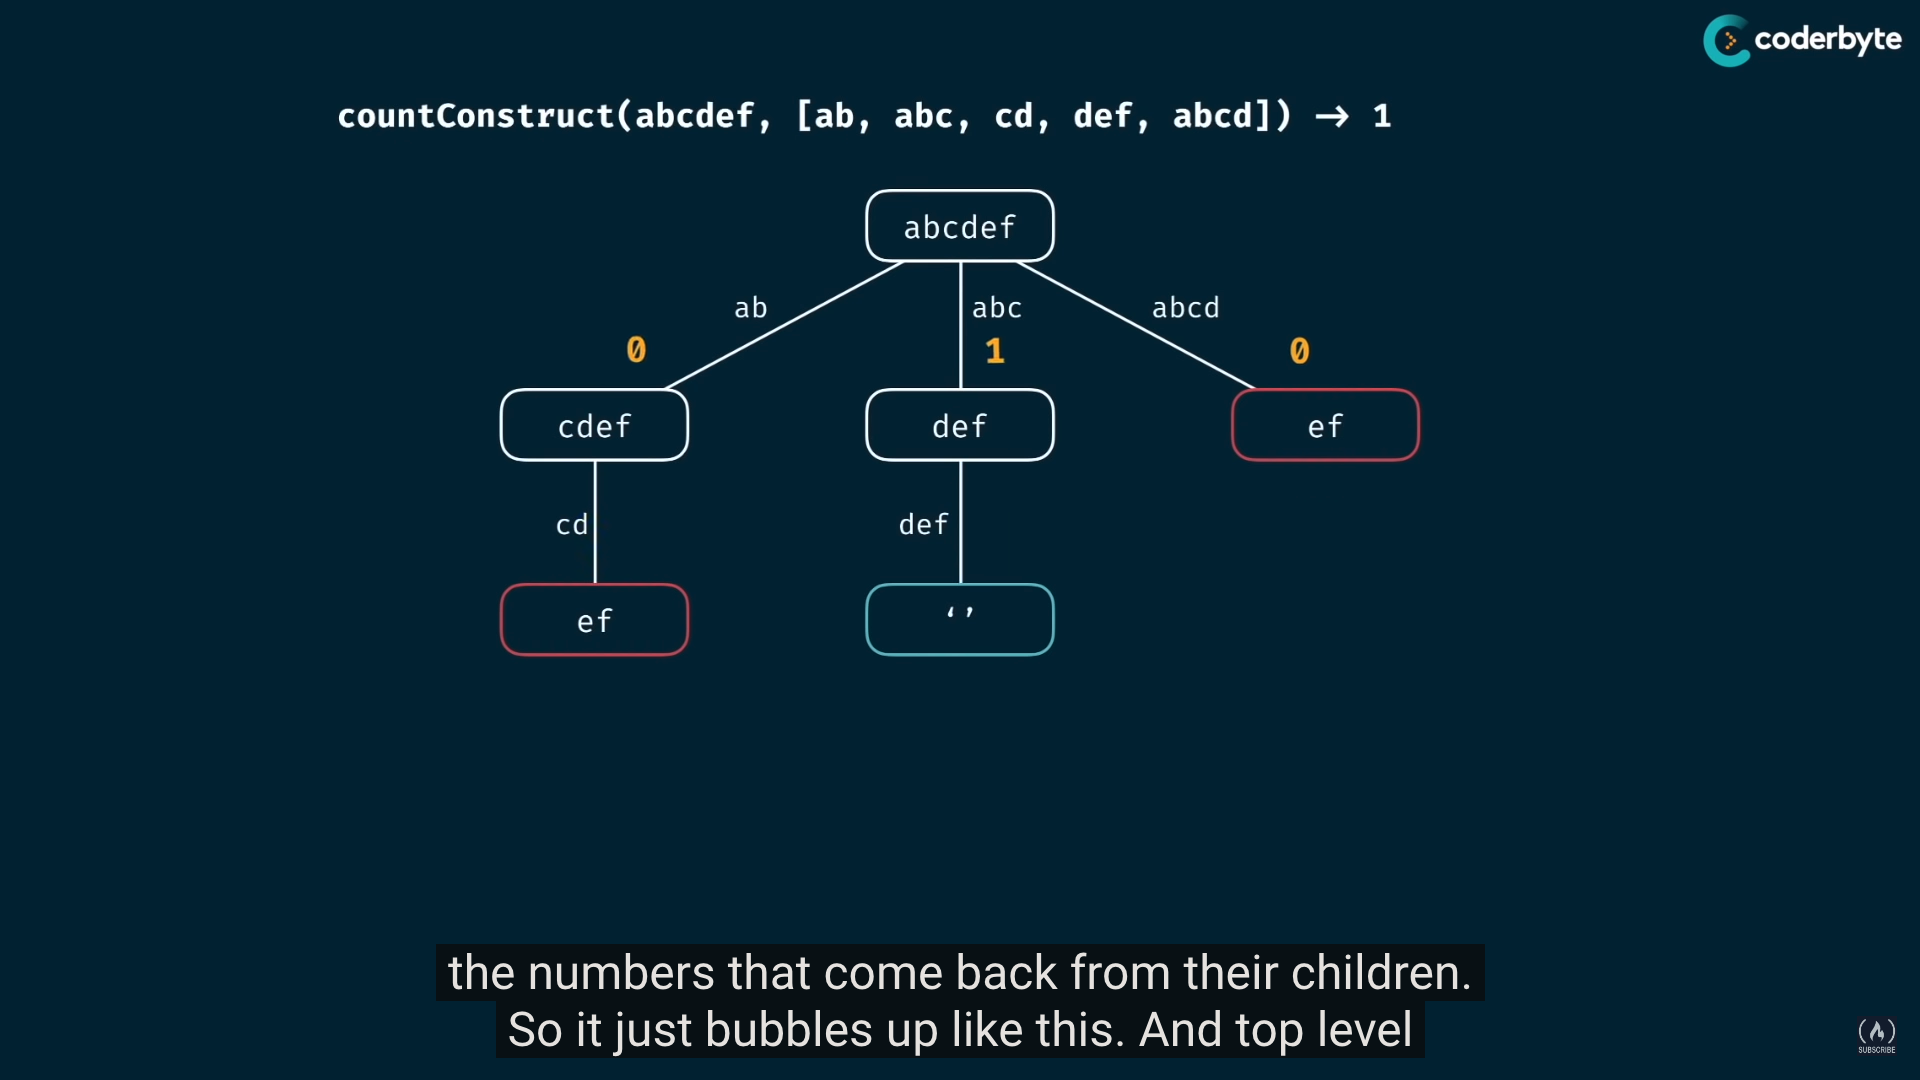 coderbyte
countConstruct(abcdef, [ab, abc, cd, def, abcd]) → 1
abcdef
ab
abc
abcd
0
1
0
cdef
def
ef
cd
def
ef
‘’
the numbers that come back from their children.
So it just bubbles up like this. And top level
SUBSCRIBE